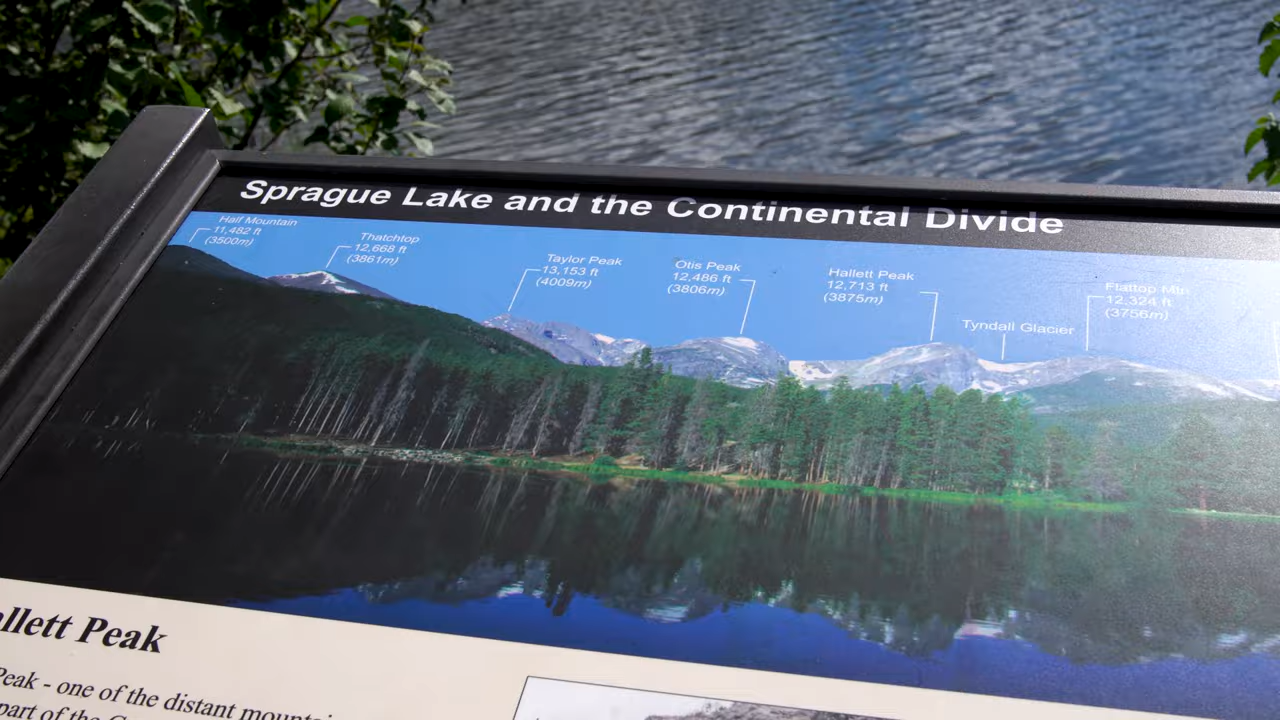 Sprague Lake and the Continental Divide
Half Mountain
11,482 ft
(3500m)
Thatchtop
12,668 ft
(3861m)
Taylor Peak
13,153 ft
(4009m)
Otis Peak
12,486 ft
(3806m)
Hallett Peak
12,713 ft
(3875m)
Tyndall Glacier
Flattop Mtn
12,324 ft
(3756m)
allett Peak
Peak - one of the distant
part of the